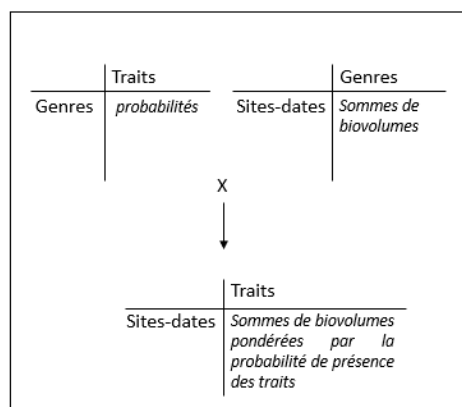 Traits
Genres
probabilités
Genres
Sites-dates
Sommes de
biovolumes
X
Traits
Sites-dates
Sommes de biovolumes
pondérées par la
probabilité de présence
des traits